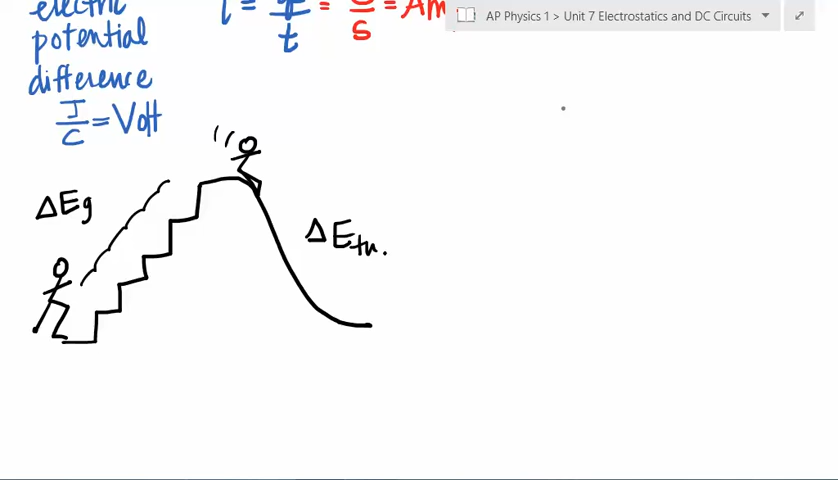 electric
potential
difference
J/C = Volt
I = q/t = C/s = Am
AP Physics 1 > Unit 7 Electrostatics and DC Circuits
ΔEg
ΔEth.